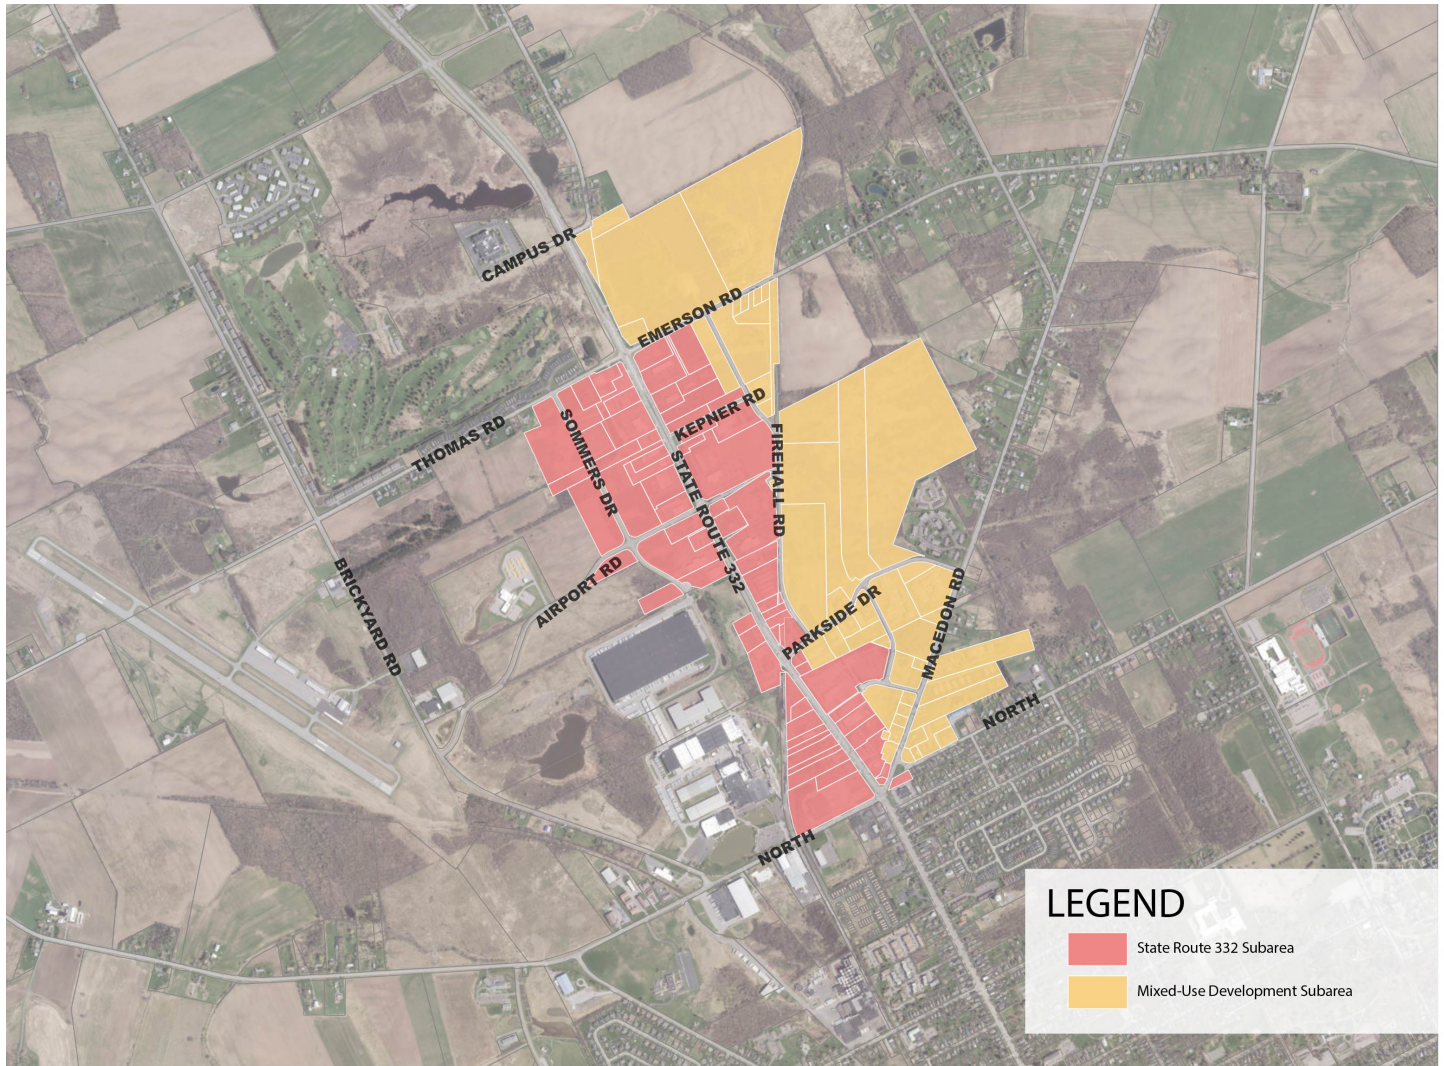 CAMPUS DR
EMERSON RD
KEPNER RD
THOMAS RD
SOMMERS DR
STATE ROUTE 332
FIREHALL RD
AIRPORT RD
BRICKYARD RD
PARKSIDE DR
MACEDON RD
NORTH
NORTH
LEGEND
State Route 332 Subarea
Mixed-Use Development Subarea